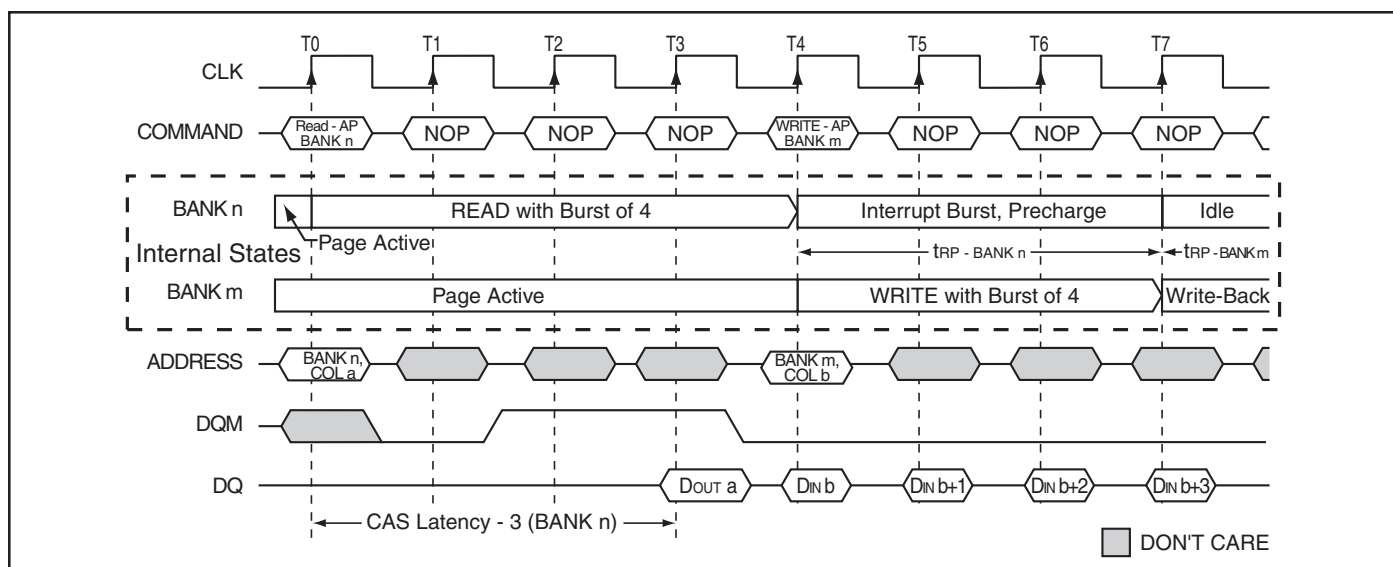 T0 T1 T2 T3 T4 T5 T6 T7
CLK
COMMAND Read - AP BANK n NOP NOP NOP WRITE - AP BANK m NOP NOP NOP
BANK n READ with Burst of 4 Interrupt Burst, Precharge Idle
Page Active
Internal States tRP - BANK n tRP - BANK m
BANK m Page Active WRITE with Burst of 4 Write-Back
ADDRESS BANK n, COL a BANK m, COL b
DQM
DQ DOUT a DIN b DIN b+1 DIN b+2 DIN b+3
CAS Latency - 3 (BANK n)
DON'T CARE